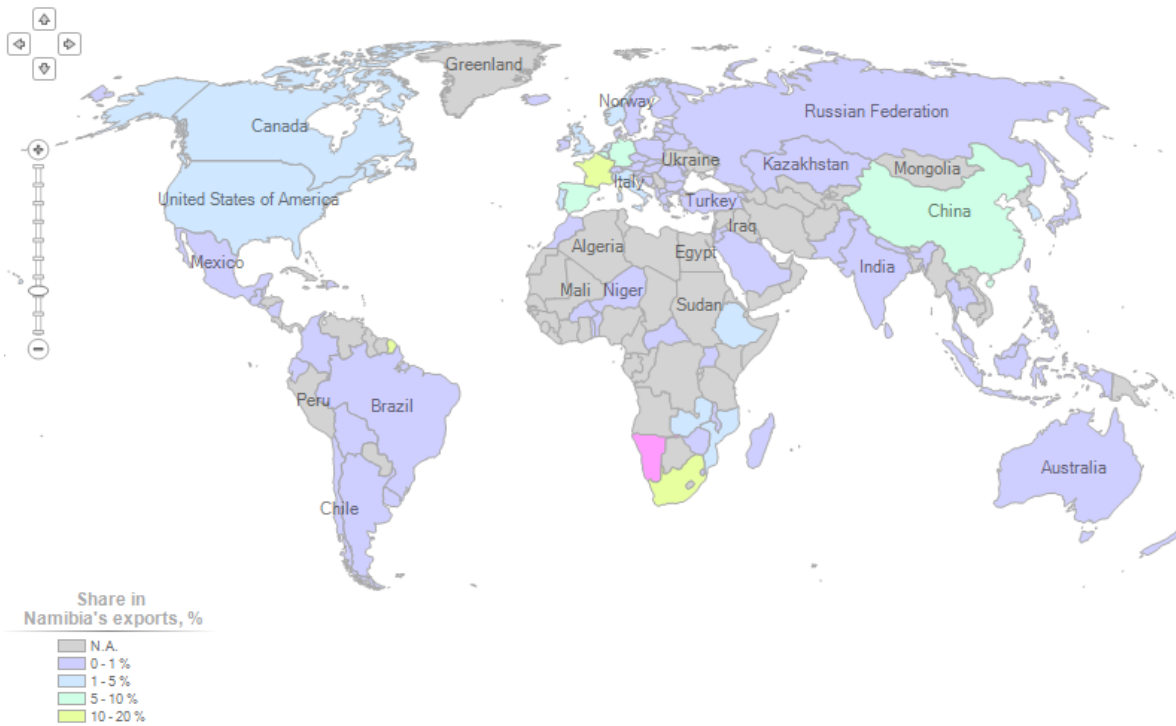 Greenland
Norway
Russian Federation
Canada
Ukraine
Kazakhstan
Mongolia
Italy
United States of America
Turkey
China
Iraq
Algeria
Egypt
Mexico
India
Mali
Niger
Sudan
Peru
Brazil
Australia
Chile
Share in
Namibia's exports, %
N.A.
0 - 1 %
1 - 5 %
5 - 10 %
10 - 20 %